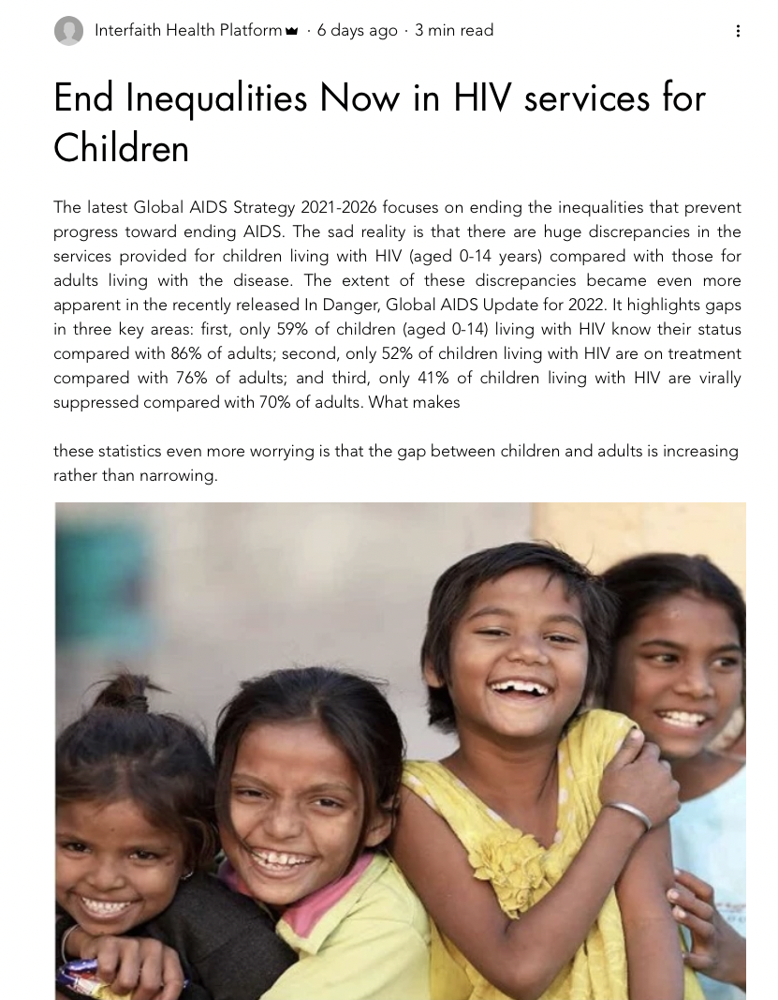 Interfaith Health Platform · 6 days ago · 3 min read
End Inequalities Now in HIV services for
Children
The latest Global AIDS Strategy 2021-2026 focuses on ending the inequalities that prevent
progress toward ending AIDS. The sad reality is that there are huge discrepancies in the
services provided for children living with HIV (aged 0-14 years) compared with those for
adults living with the disease. The extent of these discrepancies became even more
apparent in the recently released In Danger, Global AIDS Update for 2022. It highlights gaps
in three key areas: first, only 59% of children (aged 0-14) living with HIV know their status
compared with 86% of adults; second, only 52% of children living with HIV are on treatment
compared with 76% of adults; and third, only 41% of children living with HIV are virally
suppressed compared with 70% of adults. What makes
these statistics even more worrying is that the gap between children and adults is increasing
rather than narrowing.